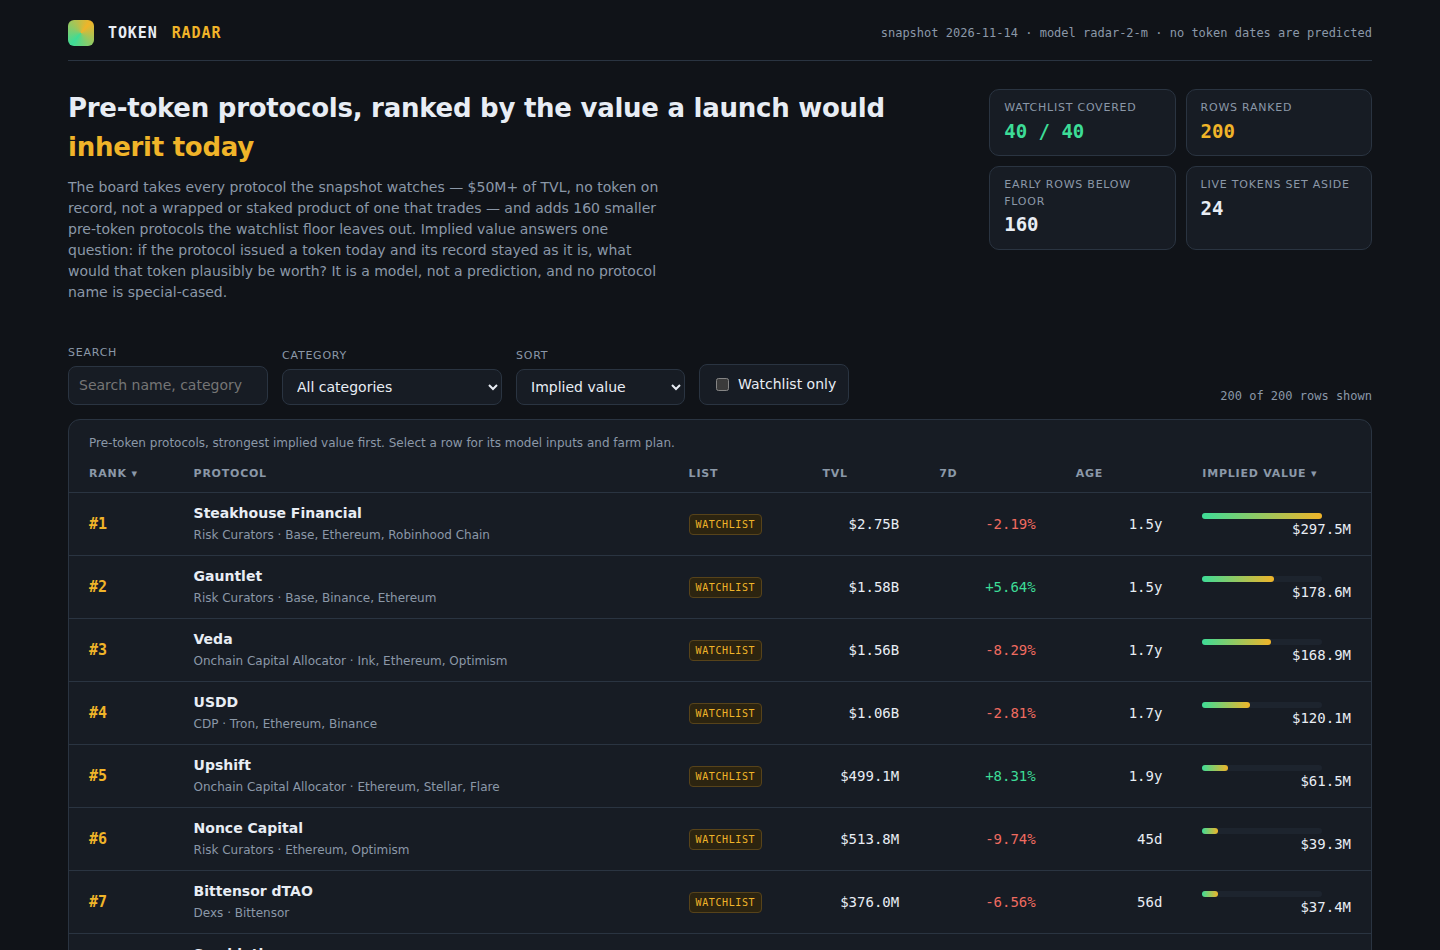 TOKEN RADAR
snapshot 2026-11-14 · model radar-2-m · no token dates are predicted
Pre-token protocols, ranked by the value a launch would
inherit today
The board takes every protocol the snapshot watches — $50M+ of TVL, no token on
record, not a wrapped or staked product of one that trades — and adds 160 smaller
pre-token protocols the watchlist floor leaves out. Implied value answers one
question: if the protocol issued a token today and its record stayed as it is, what
would that token plausibly be worth? It is a model, not a prediction, and no protocol
name is special-cased.
WATCHLIST COVERED
40 / 40
ROWS RANKED
200
EARLY ROWS BELOW
FLOOR
160
LIVE TOKENS SET ASIDE
24
SEARCH
Search name, category
CATEGORY
All categories
SORT
Implied value
Watchlist only
200 of 200 rows shown
Pre-token protocols, strongest implied value first. Select a row for its model inputs and farm plan.
RANK ▾ PROTOCOL LIST TVL 7D AGE IMPLIED VALUE ▾
#1 Steakhouse Financial WATCHLIST $2.75B -2.19% 1.5y $297.5M
Risk Curators · Base, Ethereum, Robinhood Chain
#2 Gauntlet WATCHLIST $1.58B +5.64% 1.5y $178.6M
Risk Curators · Base, Binance, Ethereum
#3 Veda WATCHLIST $1.56B -8.29% 1.7y $168.9M
Onchain Capital Allocator · Ink, Ethereum, Optimism
#4 USDD WATCHLIST $1.06B -2.81% 1.7y $120.1M
CDP · Tron, Ethereum, Binance
#5 Upshift WATCHLIST $499.1M +8.31% 1.9y $61.5M
Onchain Capital Allocator · Ethereum, Stellar, Flare
#6 Nonce Capital WATCHLIST $513.8M -9.74% 45d $39.3M
Risk Curators · Ethereum, Optimism
#7 Bittensor dTAO WATCHLIST $376.0M -6.56% 56d $37.4M
Dexs · Bittensor